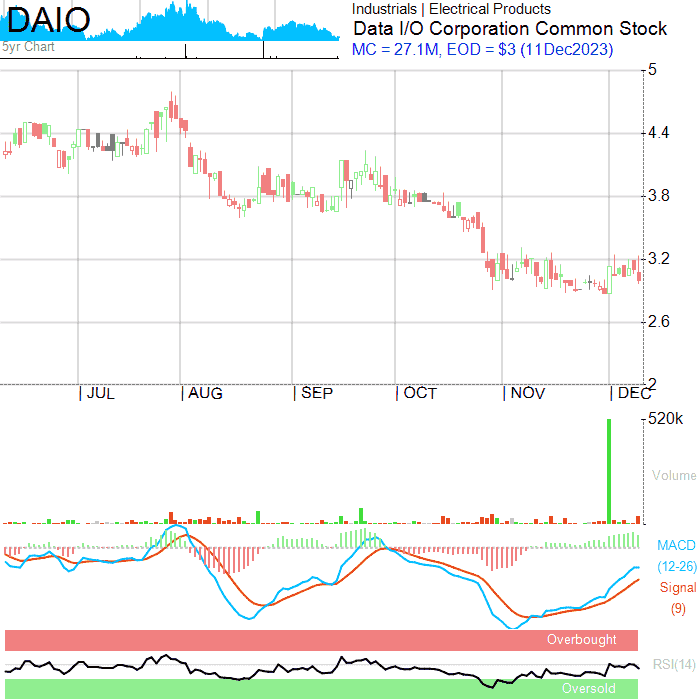 DAIO
5yr Chart
Industrials | Electrical Products
Data I/O Corporation Common Stock
MC = 27.1M, EOD = $3 (11Dec2023)
5
4.4
3.8
3.2
2.6
2
| JUL | AUG | SEP | OCT | NOV | DEC
520k
Volume
MACD
(12-26)
Signal
(9)
Overbought
RSI(14)
Oversold